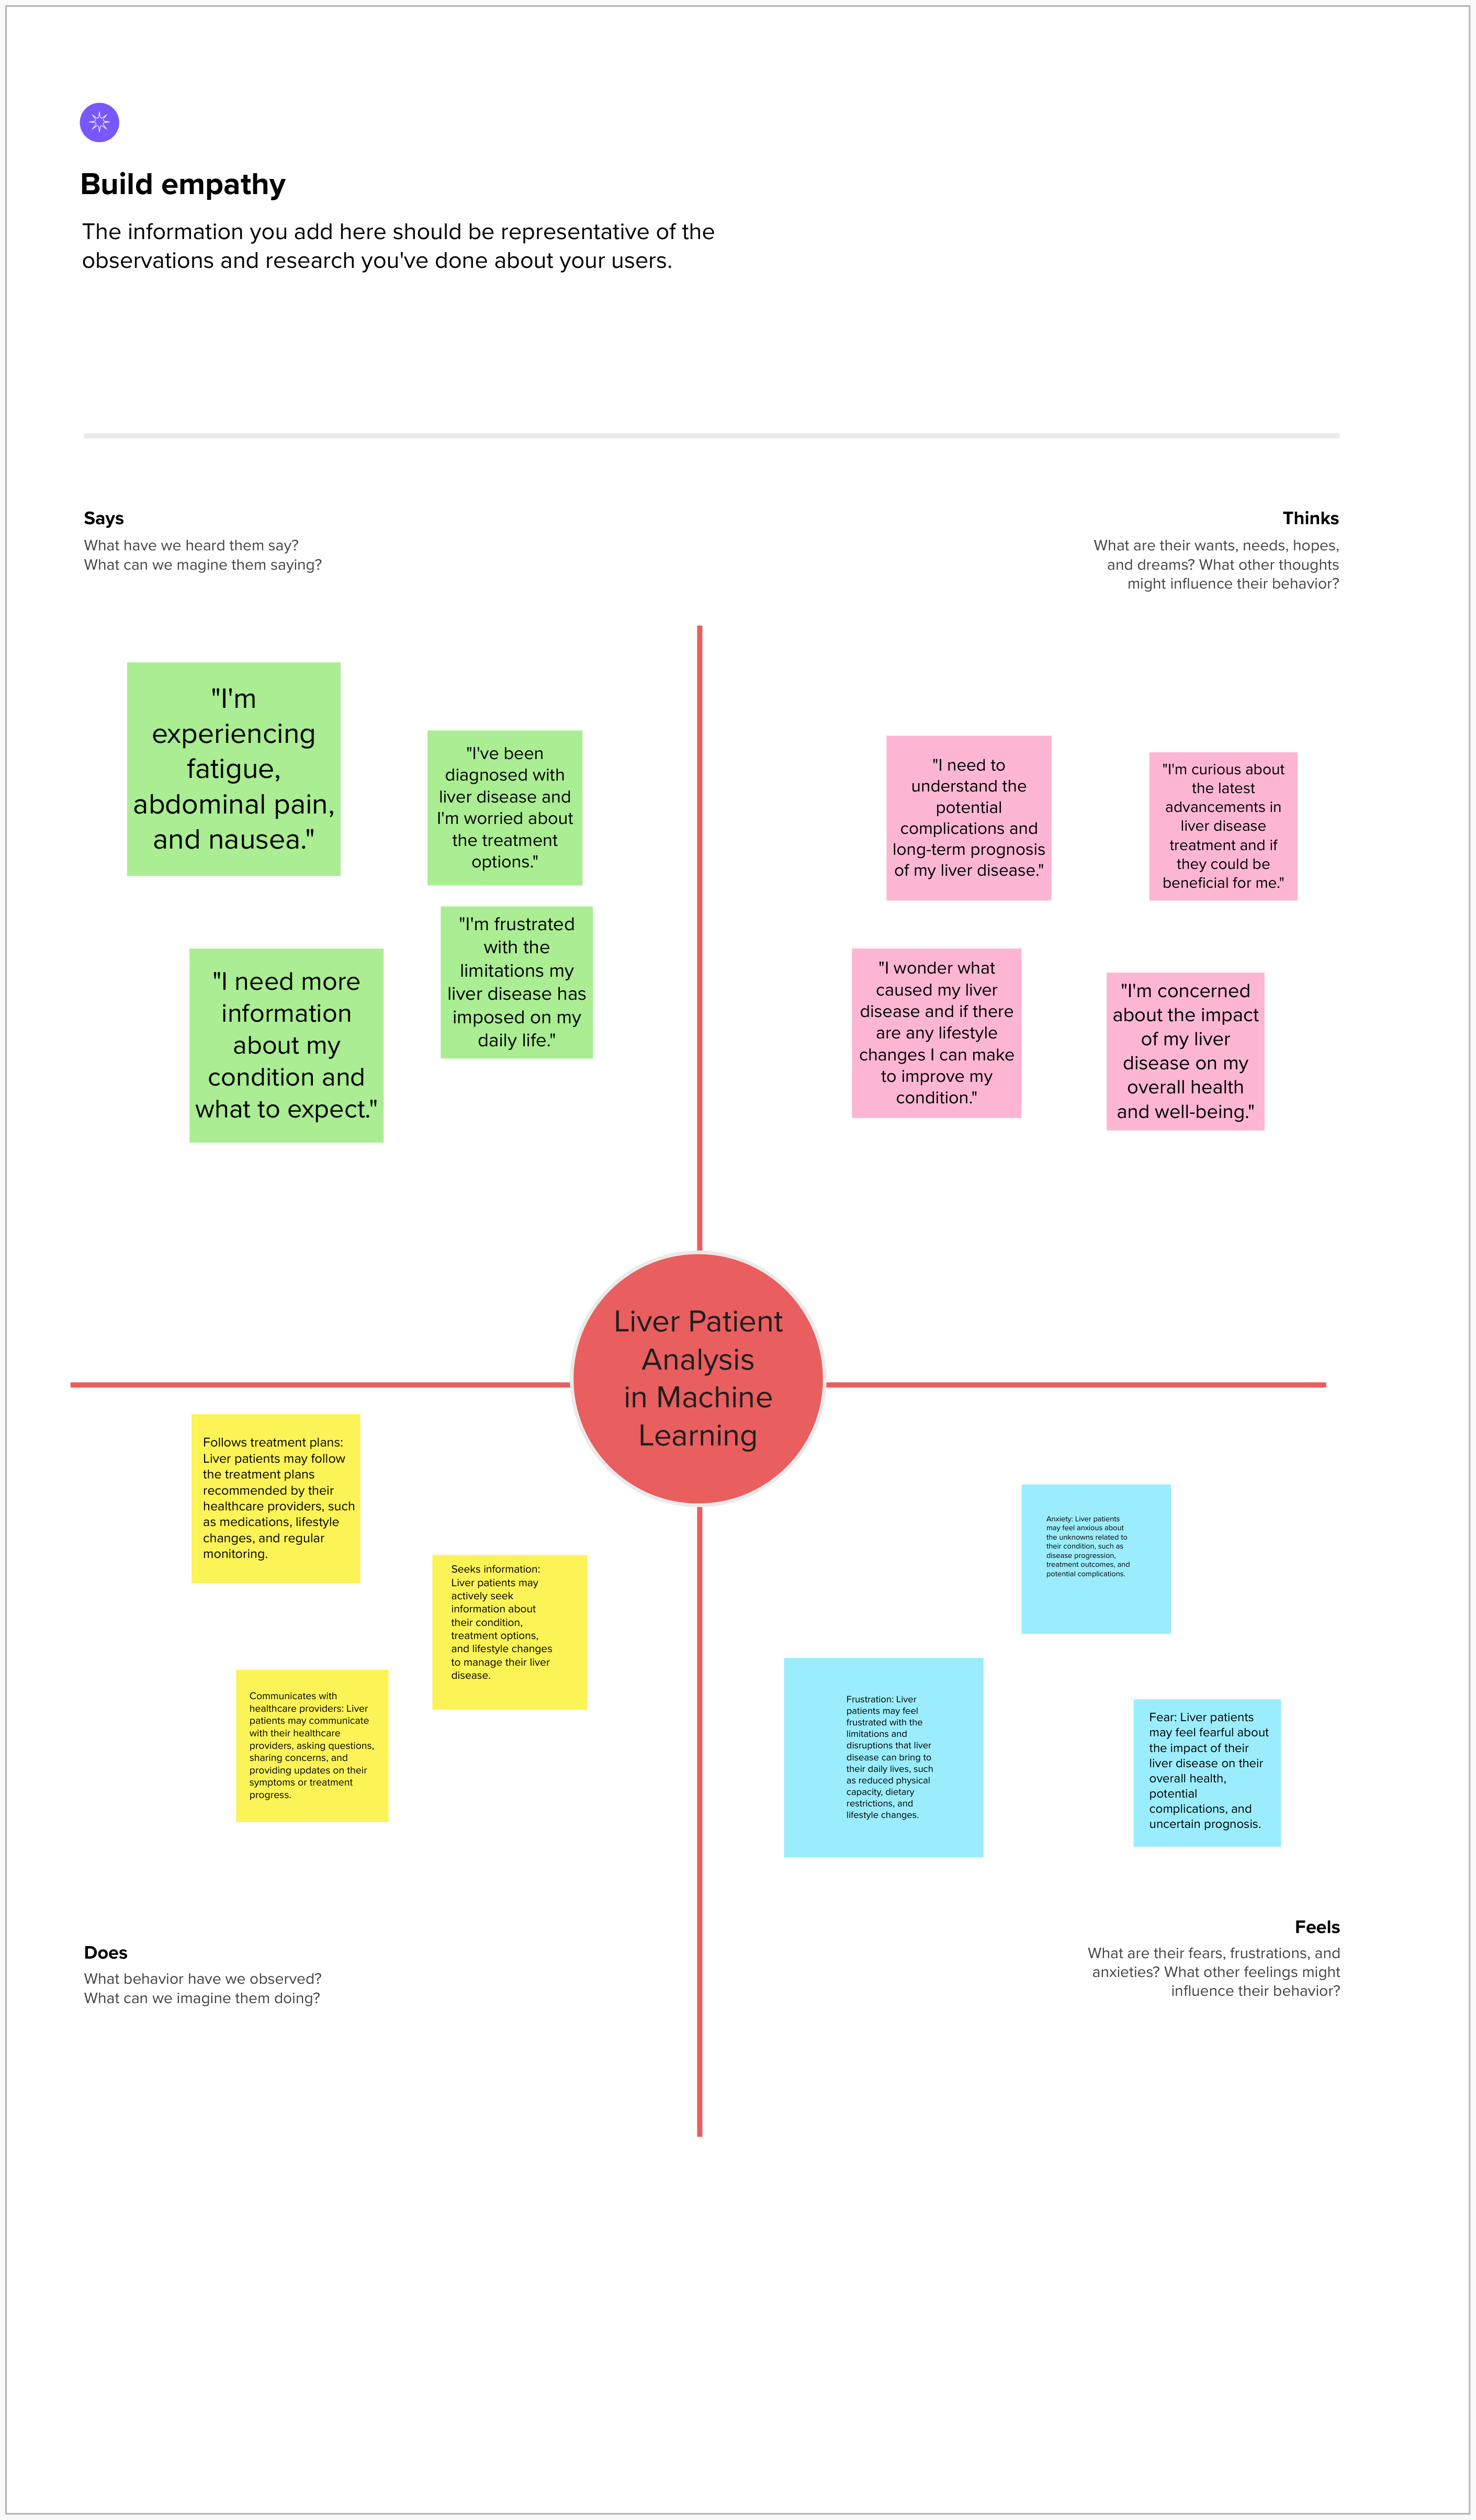 Build empathy
The information you add here should be representative of the
observations and research you've done about your users.
Says
What have we heard them say?
What can we magine them saying?
Thinks
What are their wants, needs, hopes,
and dreams? What other thoughts
might influence their behavior?
"I'm
experiencing
fatigue,
abdominal pain,
and nausea."
"I've been
diagnosed with
liver disease and
I'm worried about
the treatment
options."
"I need more
information
about my
condition and
what to expect."
"I'm frustrated
with the
limitations my
liver disease has
imposed on my
daily life."
"I need to
understand the
potential
complications and
long-term prognosis
of my liver disease."
"I'm curious about
the latest
advancements in
liver disease
treatment and if
they could be
beneficial for me."
"I wonder what
caused my liver
disease and if there
are any lifestyle
changes I can make
to improve my
condition."
"I'm concerned
about the impact
of my liver
disease on my
overall health
and well-being."
Liver Patient
Analysis
in Machine
Learning
Follows treatment plans:
Liver patients may follow
the treatment plans
recommended by their
healthcare providers, such
as medications, lifestyle
changes, and regular
monitoring.
Seeks information:
Liver patients may
actively seek
information about
their condition,
treatment options,
and lifestyle changes
to manage their liver
disease.
Communicates with
healthcare providers: Liver
patients may communicate
with their healthcare
providers, asking questions,
sharing concerns, and
providing updates on their
symptoms or treatment
progress.
Anxiety: Liver patients
may feel anxious about
the unknowns related to
their condition, such as
disease progression,
treatment outcomes, and
potential complications.
Frustration: Liver
patients may feel
frustrated with the
limitations and
disruptions that liver
disease can bring to
their daily lives, such
as reduced physical
capacity, dietary
restrictions, and
lifestyle changes.
Fear: Liver patients
may feel fearful about
the impact of their
liver disease on their
overall health,
potential
complications, and
uncertain prognosis.
Does
What behavior have we observed?
What can we imagine them doing?
Feels
What are their fears, frustrations, and
anxieties? What other feelings might
influence their behavior?